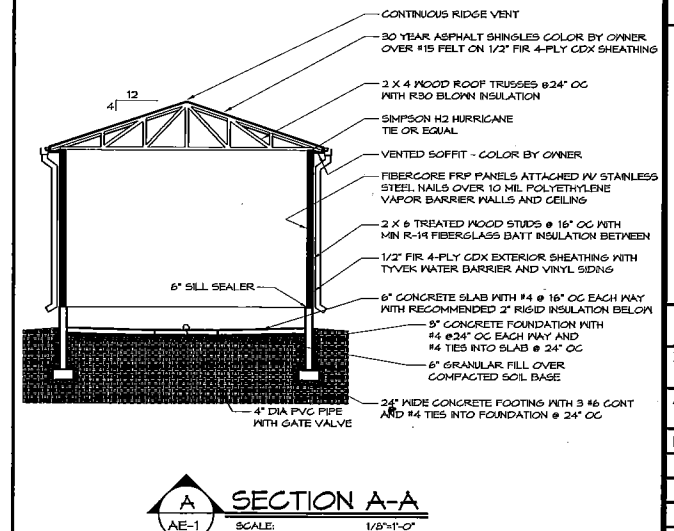 CONTINUOUS RIDGE VENT
30 YEAR ASPHALT SHINGLES COLOR BY OWNER
OVER #15 FELT ON 1/2" FIR 4-PLY CDX SHEATHING
12
4
2 X 4 WOOD ROOF TRUSSES @24" OC
WITH R30 BLOWN INSULATION
SIMPSON H2 HURRICANE
TIE OR EQUAL
VENTED SOFFIT - COLOR BY OWNER
FIBERCORE FRP PANELS ATTACHED W/ STAINLESS
STEEL NAILS OVER 10 MIL POLYETHYLENE
VAPOR BARRIER WALLS AND CEILING
2 X 6 TREATED WOOD STUDS @ 16" OC WITH
MIN R-19 FIBERGLASS BATT INSULATION BETWEEN
1/2" FIR 4-PLY CDX EXTERIOR SHEATHING WITH
TYVEK WATER BARRIER AND VINYL SIDING
6" SILL SEALER
6" CONCRETE SLAB WITH #4 @ 16" OC EACH WAY
WITH RECOMMENDED 2" RIGID INSULATION BELOW
8" CONCRETE FOUNDATION WITH
#4 @24" OC EACH WAY AND
#4 TIES INTO SLAB @ 24" OC
6" GRANULAR FILL OVER
COMPACTED SOIL BASE
24" WIDE CONCRETE FOOTING WITH 3 #6 CONT
AND #4 TIES INTO FOUNDATION @ 24" OC
4" DIA PVC PIPE
WITH GATE VALVE
A
AE-1
SECTION A-A
SCALE: 1/8"=1'-0"